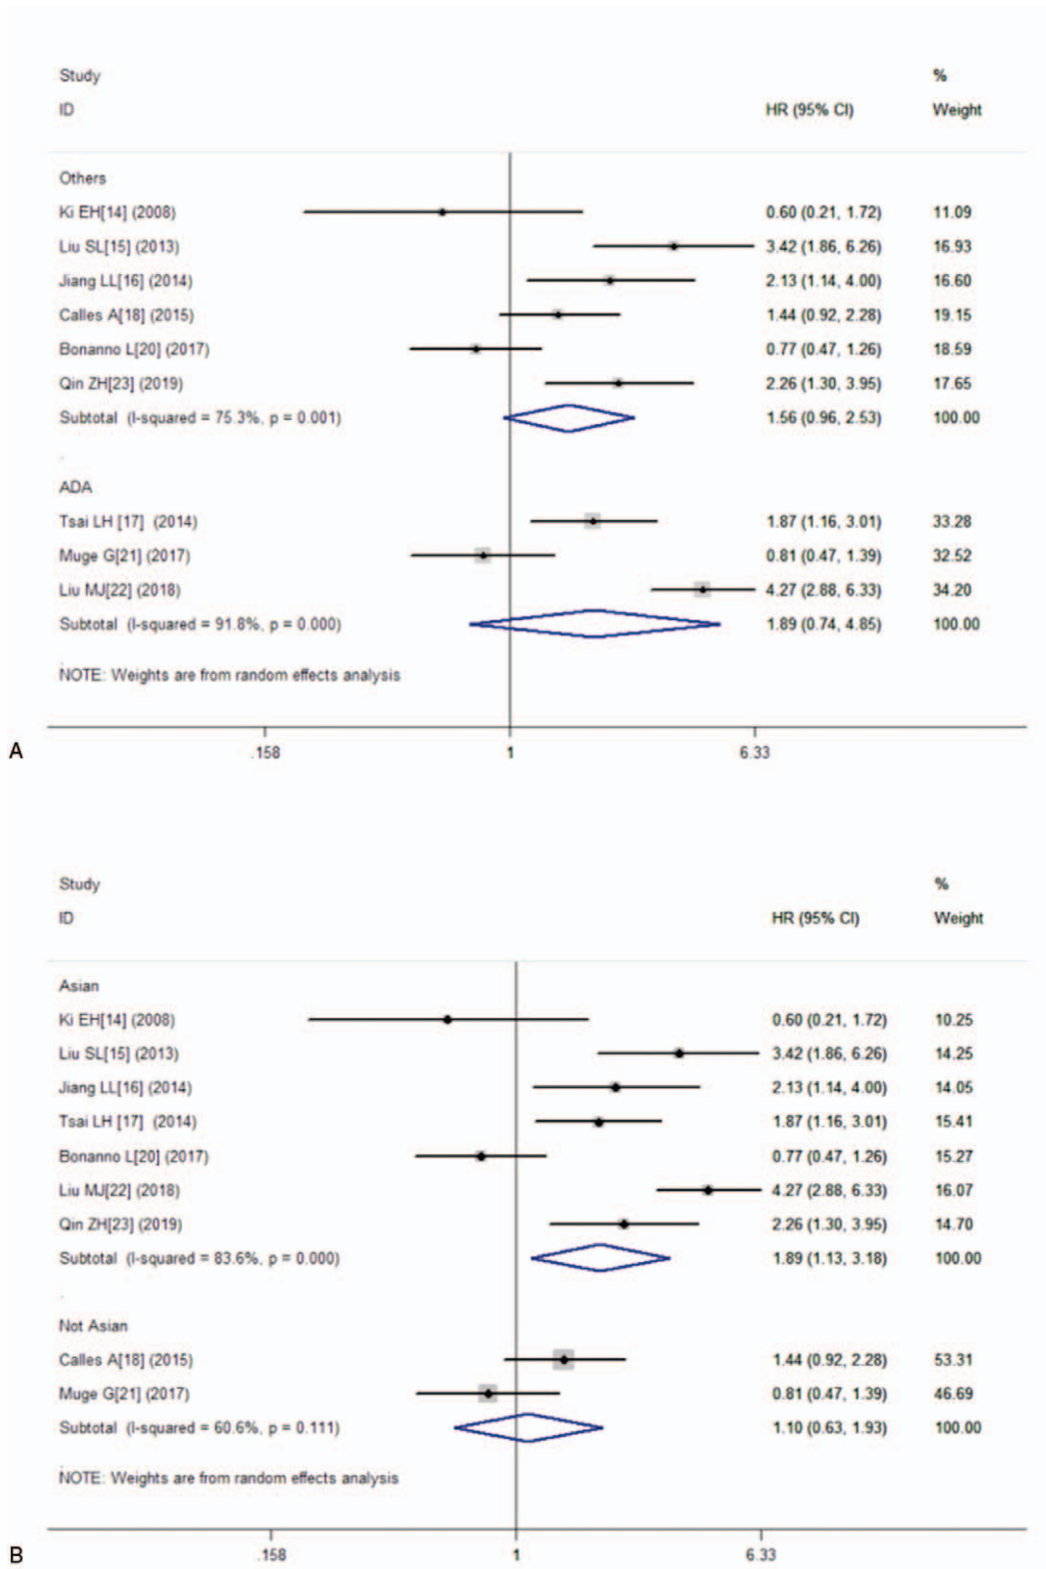 Study %
ID HR (95% CI) Weight
Others
Ki EH[14] (2008) 0.60 (0.21, 1.72) 11.09
Liu SL[15] (2013) 3.42 (1.86, 6.26) 16.93
Jiang LL[16] (2014) 2.13 (1.14, 4.00) 16.60
Calles A[18] (2015) 1.44 (0.92, 2.28) 19.15
Bonanno L[20] (2017) 0.77 (0.47, 1.26) 18.59
Qin ZH[23] (2019) 2.26 (1.30, 3.95) 17.65
Subtotal (I-squared = 75.3%, p = 0.001) 1.56 (0.96, 2.53) 100.00
.
ADA
Tsai LH [17] (2014) 1.87 (1.16, 3.01) 33.28
Muge G[21] (2017) 0.81 (0.47, 1.39) 32.52
Liu MJ[22] (2018) 4.27 (2.88, 6.33) 34.20
Subtotal (I-squared = 91.8%, p = 0.000) 1.89 (0.74, 4.85) 100.00
.
NOTE: Weights are from random effects analysis
A
.158 1 6.33
Study %
ID HR (95% CI) Weight
Asian
Ki EH[14] (2008) 0.60 (0.21, 1.72) 10.25
Liu SL[15] (2013) 3.42 (1.86, 6.26) 14.25
Jiang LL[16] (2014) 2.13 (1.14, 4.00) 14.05
Tsai LH [17] (2014) 1.87 (1.16, 3.01) 15.41
Bonanno L[20] (2017) 0.77 (0.47, 1.26) 15.27
Liu MJ[22] (2018) 4.27 (2.88, 6.33) 16.07
Qin ZH[23] (2019) 2.26 (1.30, 3.95) 14.70
Subtotal (I-squared = 83.6%, p = 0.000) 1.89 (1.13, 3.18) 100.00
.
Not Asian
Calles A[18] (2015) 1.44 (0.92, 2.28) 53.31
Muge G[21] (2017) 0.81 (0.47, 1.39) 46.69
Subtotal (I-squared = 60.6%, p = 0.111) 1.10 (0.63, 1.93) 100.00
.
NOTE: Weights are from random effects analysis
B
.158 1 6.33